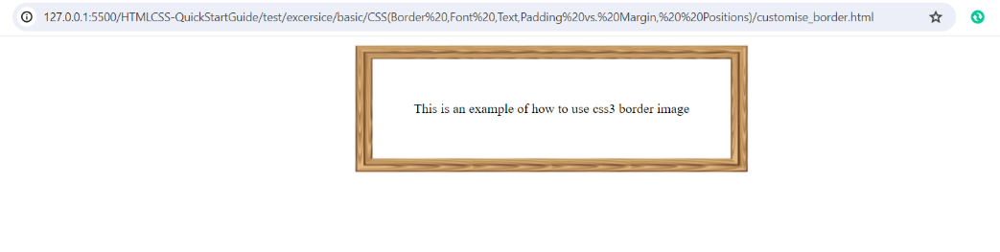 127.0.0.1:5500/HTMLCSS-QuickStartGuide/test/excersice/basic/CSS(Border%20,Font%20,Text,Padding%20vs.%20Margin,%20%20Positions)/customise_border.html
This is an example of how to use css3 border image